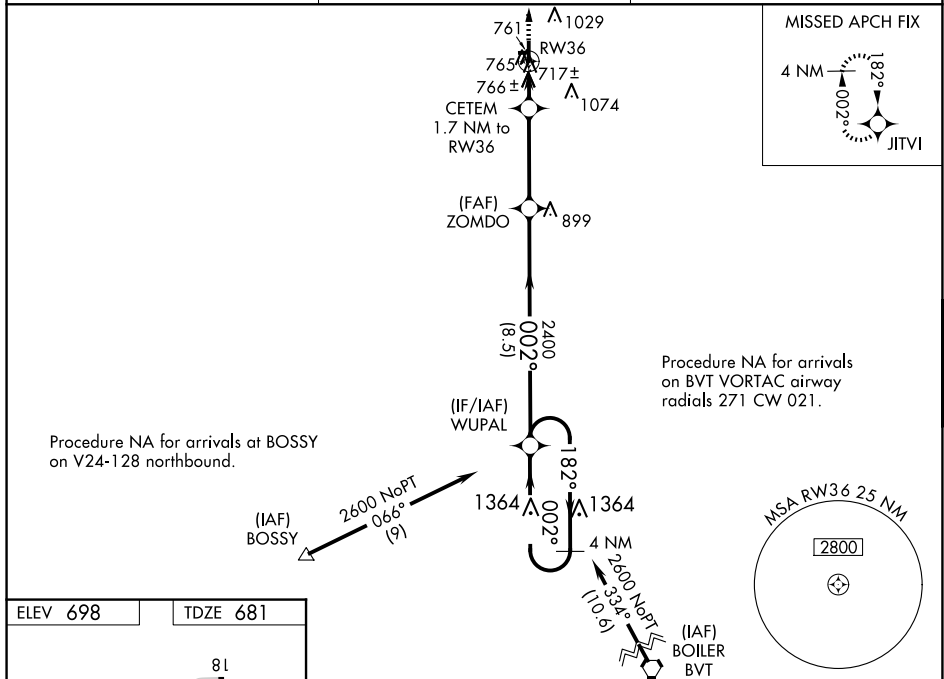 MISSED APCH FIX
4 NM
182°
002°
JITVI
1029
761
RW36
765
717±
766±
1074
CETEM
1.7 NM to
RW36
(FAF)
ZOMDO
899
2400
002°
(8.5)
Procedure NA for arrivals
on BVT VORTAC airway
radials 271 CW 021.
(IF/IAF)
WUPAL
Procedure NA for arrivals at BOSSY
on V24-128 northbound.
182°
002°
1364
1364
4 NM
2600 NoPT
066°
(9)
(IAF)
BOSSY
2600 NoPT
334°
(10.6)
(IAF)
BOILER
BVT
MSA RW36 25 NM
2800
ELEV 698
TDZE 681
18